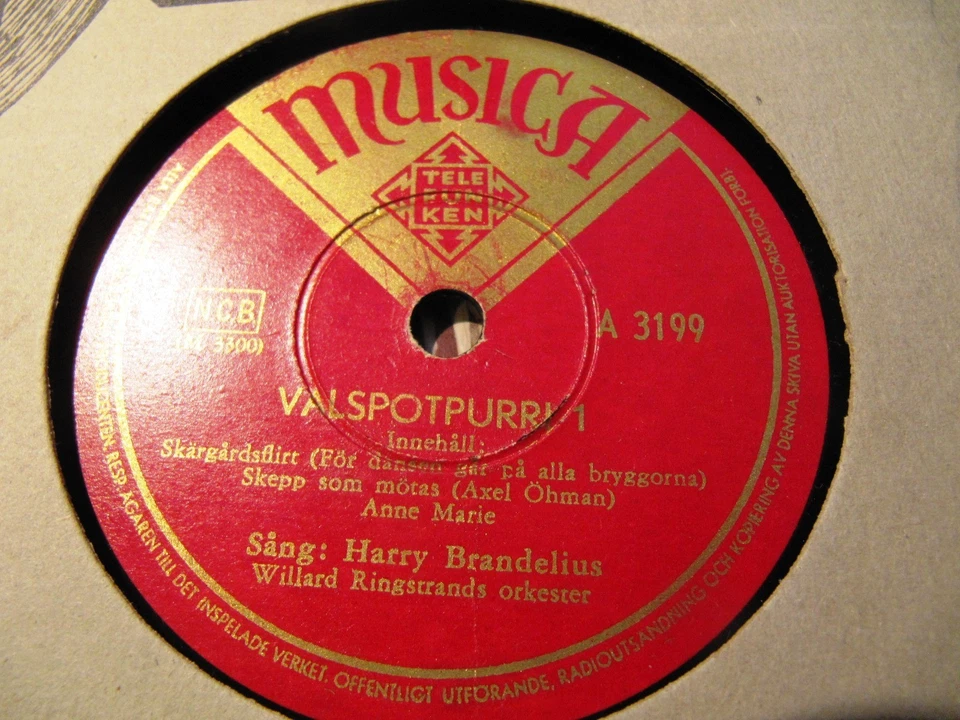 MUSICA
TELE
FUN
KEN
N.C.B.
3300)
A 3199
VALSPOTPURRI 1
Innehåll:
Skärgårdsflirt (För dansen går på alla bryggorna)
Skepp som mötas (Axel Öhman)
Anne Marie
Sång: Harry Brandelius
Willard Ringstrands orkester
RESP. ÄGAREN TILL DET INSPELADE VERKET. OFFENTLIGT UTFÖRANDE, RADIOUTSÄNDNING OCH KOPIERING AV DENNA SKIVA UTAN AUKTORISATION FÖRBJ.